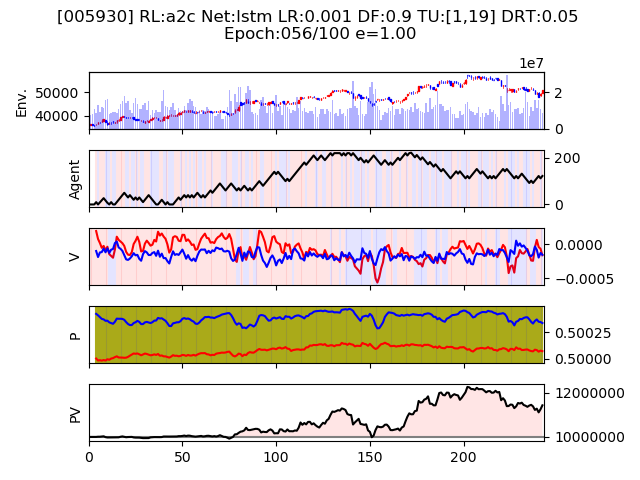 [005930] RL:a2c Net:lstm LR:0.001 DF:0.9 TU:[1,19] DRT:0.05
Epoch:056/100 e=1.00
1e7
Env.
50000
40000
2
0
Agent
200
0
V
0.0000
−0.0005
P
0.50025
0.50000
PV
12000000
10000000
0 50 100 150 200